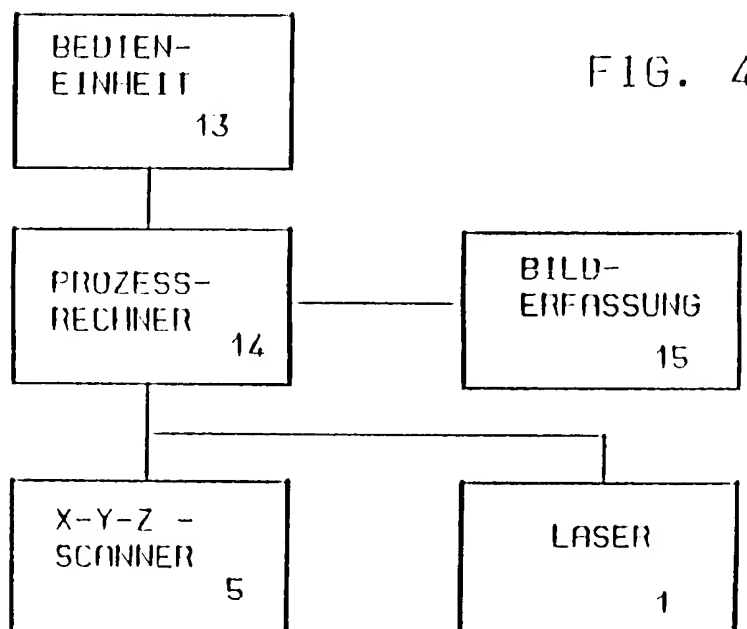 BEDIEN-
EINHEIT
13
FIG. 4
PROZESS-
RECHNER
14
BILD-
ERFASSUNG
15
X-Y-Z -
SCANNER
5
LASER
1